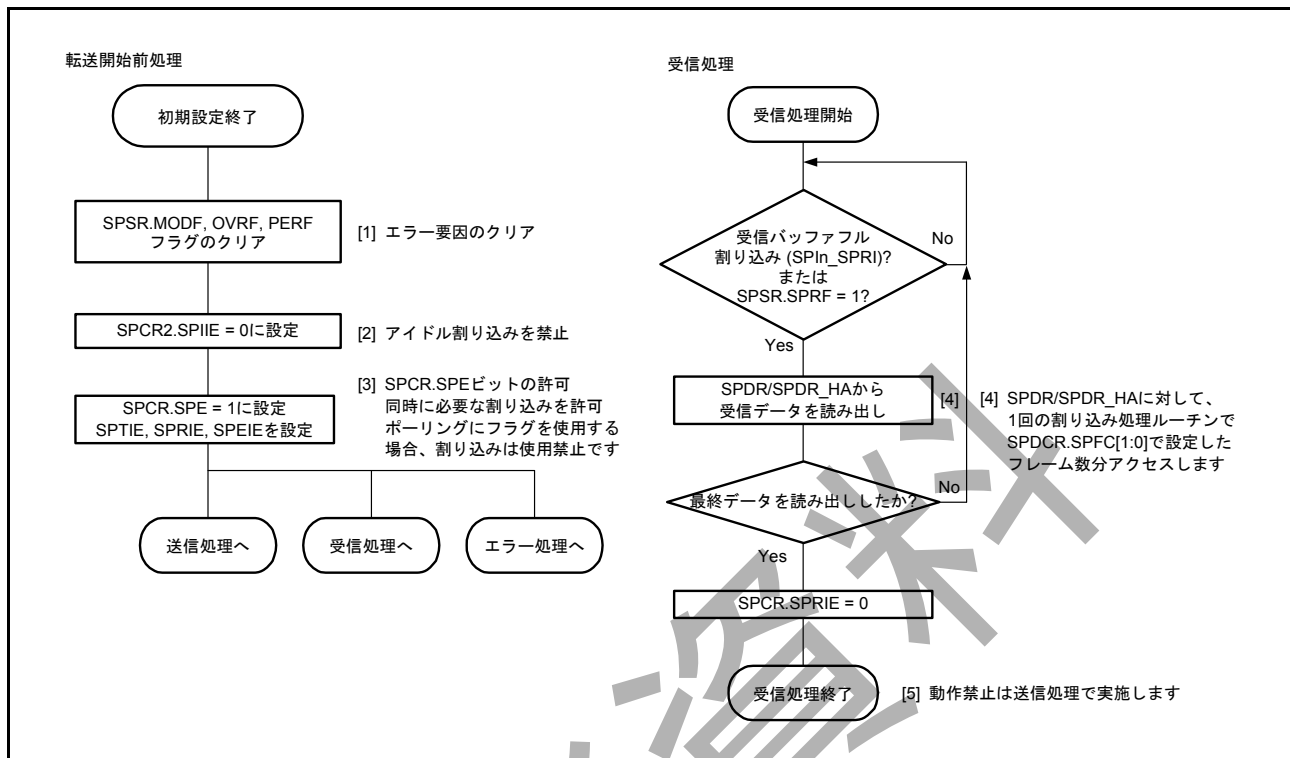 転送開始前処理
初期設定終了
SPSR.MODF, OVRF, PERF
フラグのクリア
[1] エラー要因のクリア
SPCR2.SPIIE = 0に設定
[2] アイドル割り込みを禁止
SPCR.SPE = 1に設定
SPTIE, SPRIE, SPEIEを設定
[3] SPCR.SPEビットの許可
同時に必要な割り込みを許可
ポーリングにフラグを使用する
場合、割り込みは使用禁止です
送信処理へ
受信処理へ
エラー処理へ
受信処理
受信処理開始
受信バッファフル
割り込み (SPIn_SPRI)?
または
SPSR.SPRF = 1?
No
Yes
SPDR/SPDR_HAから
受信データを読み出し
[4]
[4] SPDR/SPDR_HAに対して、
1回の割り込み処理ルーチンで
SPDCR.SPFC[1:0]で設定した
フレーム数分アクセスします
最終データを読み出ししたか?
No
Yes
SPCR.SPRIE = 0
受信処理終了
[5] 動作禁止は送信処理で実施します
資料